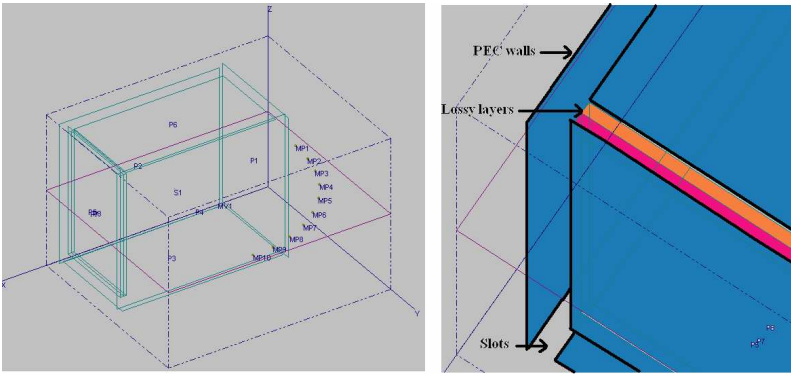 Z
P6
MP1
P2
P1
MP2
MP3
MP4
S1
MP5
MV1
P4
MP6
MP7
MP8
MP9
P3
MP10
X
Y
PEC walls
Lossy layers
Slots